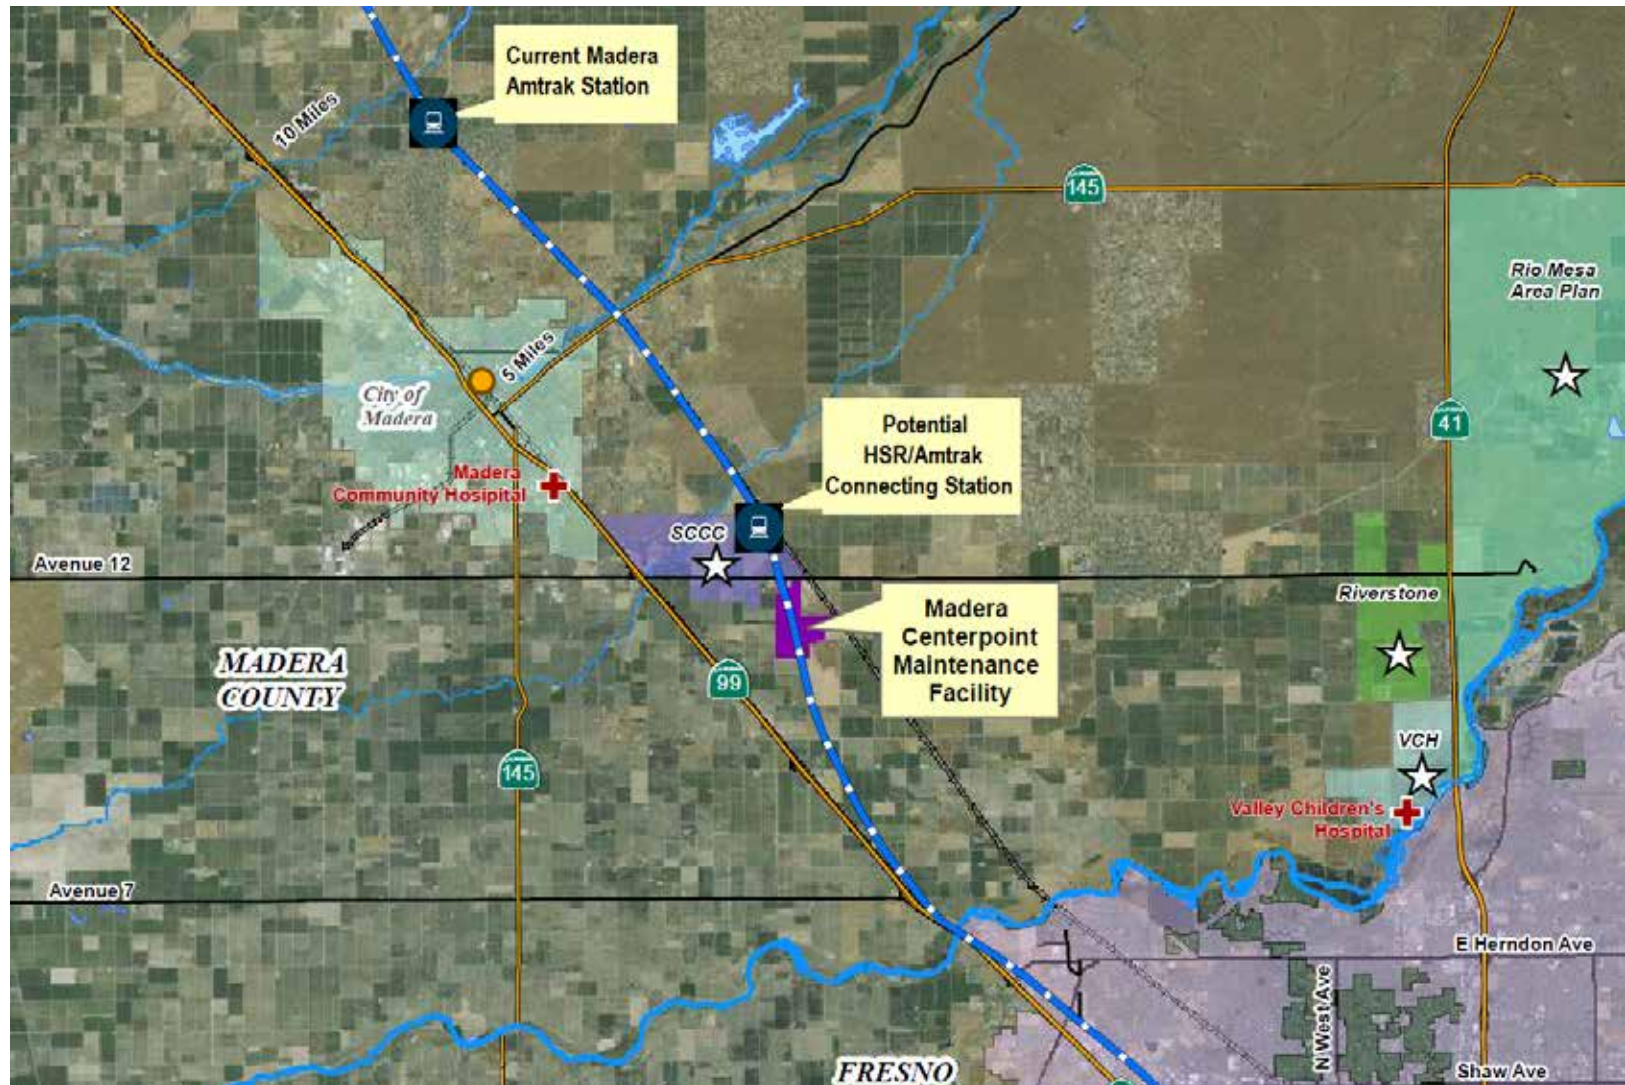 Current Madera
Amtrak Station
10 Miles
145
Rio Mesa
Area Plan
5 Miles
City of
Madera
Potential
HSR/Amtrak
Connecting Station
41
Madera
Community Hosipital
SCCC
Avenue 12
Riverstone
Madera
Centerpoint
Maintenance
Facility
MADERA
COUNTY
99
VCH
145
Valley Children's
Hospital
Avenue 7
E Herndon Ave
N West Ave
FRESNO
Shaw Ave